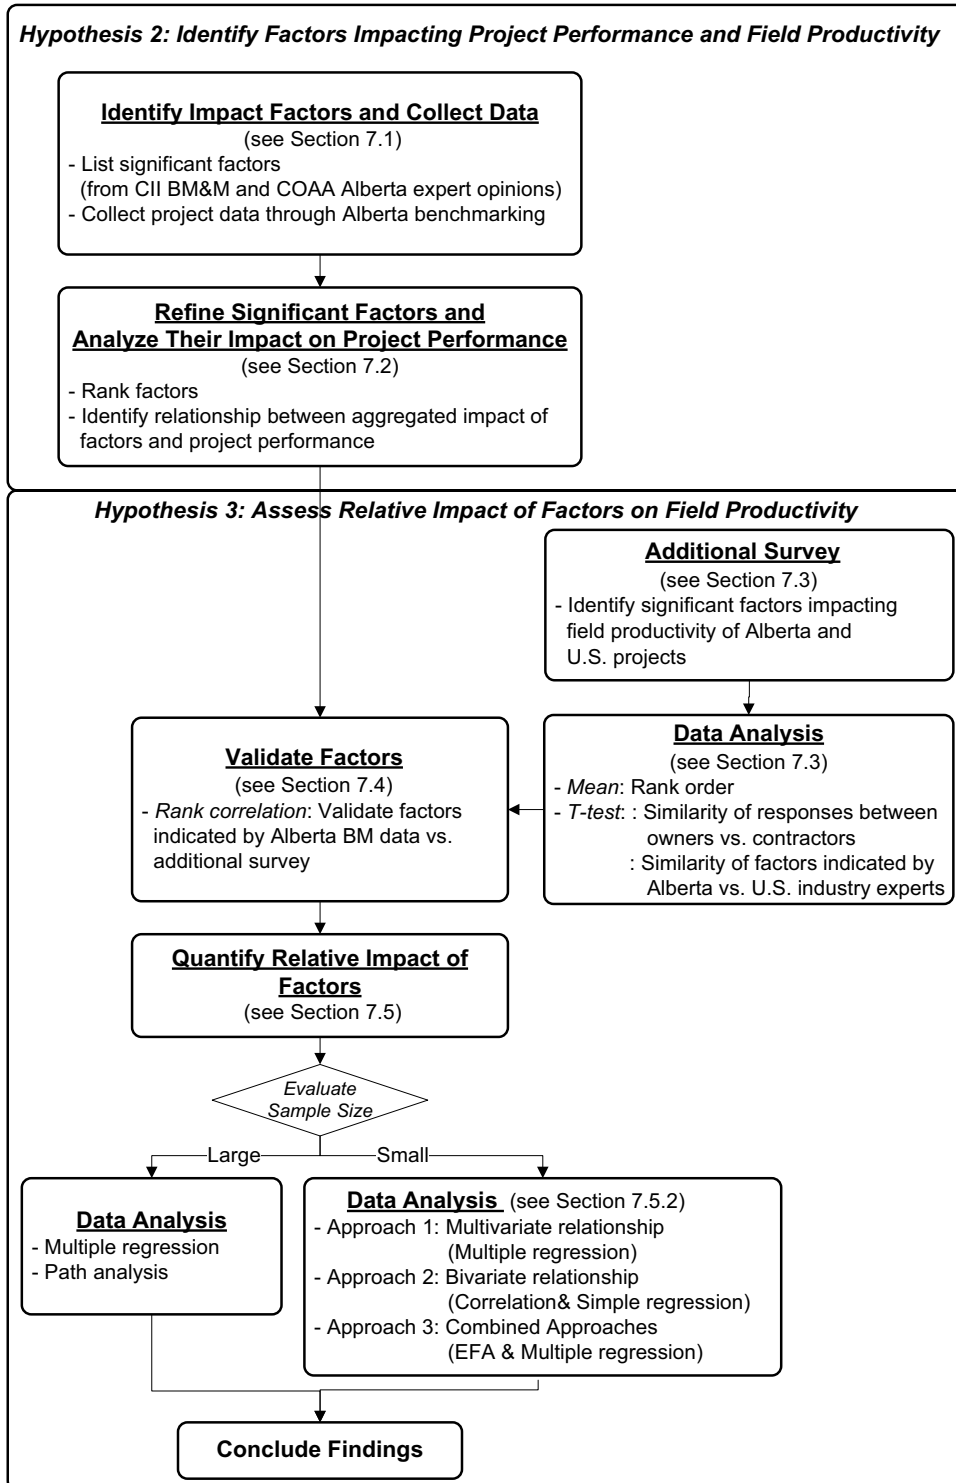 Hypothesis 2: Identify Factors Impacting Project Performance and Field Productivity
Identify Impact Factors and Collect Data
(see Section 7.1)
- List significant factors
(from CII BM&M and COAA Alberta expert opinions)
- Collect project data through Alberta benchmarking
Refine Significant Factors and
Analyze Their Impact on Project Performance
(see Section 7.2)
- Rank factors
- Identify relationship between aggregated impact of
factors and project performance
Hypothesis 3: Assess Relative Impact of Factors on Field Productivity
Additional Survey
(see Section 7.3)
- Identify significant factors impacting
field productivity of Alberta and
U.S. projects
Data Analysis
(see Section 7.3)
- Mean: Rank order
- T-test: : Similarity of responses between
owners vs. contractors
: Similarity of factors indicated by
Alberta vs. U.S. industry experts
Validate Factors
(see Section 7.4)
- Rank correlation: Validate factors
indicated by Alberta BM data vs.
additional survey
Quantify Relative Impact of
Factors
(see Section 7.5)
Evaluate
Sample Size
Large
Small
Data Analysis
- Multiple regression
- Path analysis
Data Analysis (see Section 7.5.2)
- Approach 1: Multivariate relationship
(Multiple regression)
- Approach 2: Bivariate relationship
(Correlation& Simple regression)
- Approach 3: Combined Approaches
(EFA & Multiple regression)
Conclude Findings